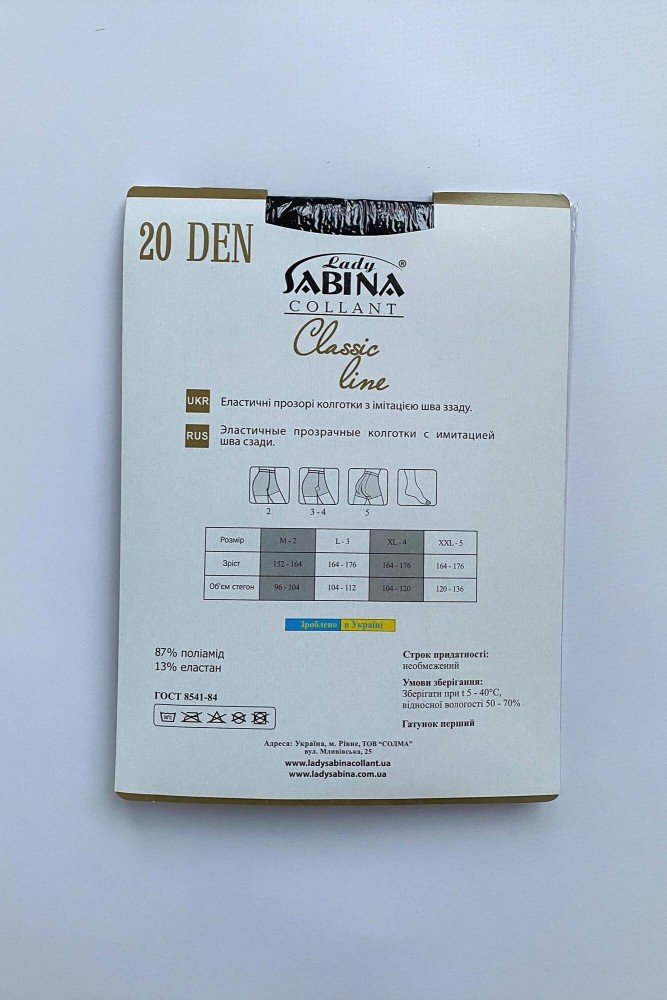 20 DEN
Lady
SABINA®
COLLANT
Classic
line
UKR Еластичні прозорі колготки з імітацією шва ззаду.
RUS Эластичные прозрачные колготки с имитацией
шва сзади.
2 3 - 4 5
Розмір M - 2 L - 3 XL - 4 XXL - 5
Зріст 152 - 164 164 - 176 164 - 176 164 - 176
Об'єм стегон 96 - 104 104 - 112 104 - 120 120 - 136
Зроблено в Україні
87% поліамід
13% еластан
ГОСТ 8541-84
Строк придатності:
необмежений
Умови зберігання:
Зберігати при t 5 - 40°C,
відносної вологості 50 - 70%
Гатунок перший
Адреса: Україна, м. Рівне, ТОВ “СОЛМА”
вул. Млинівська, 25
www.ladysabinacollant.ua
www.ladysabina.com.ua